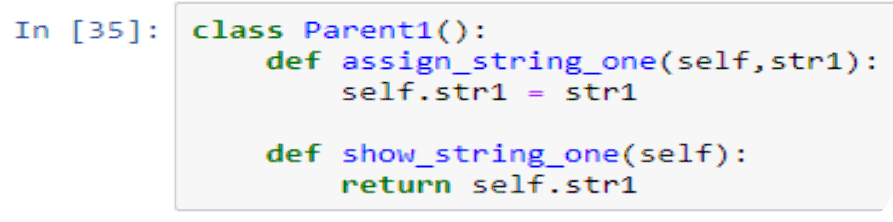 In [35]: class Parent1():
    def assign_string_one(self,str1):
        self.str1 = str1
    def show_string_one(self):
        return self.str1